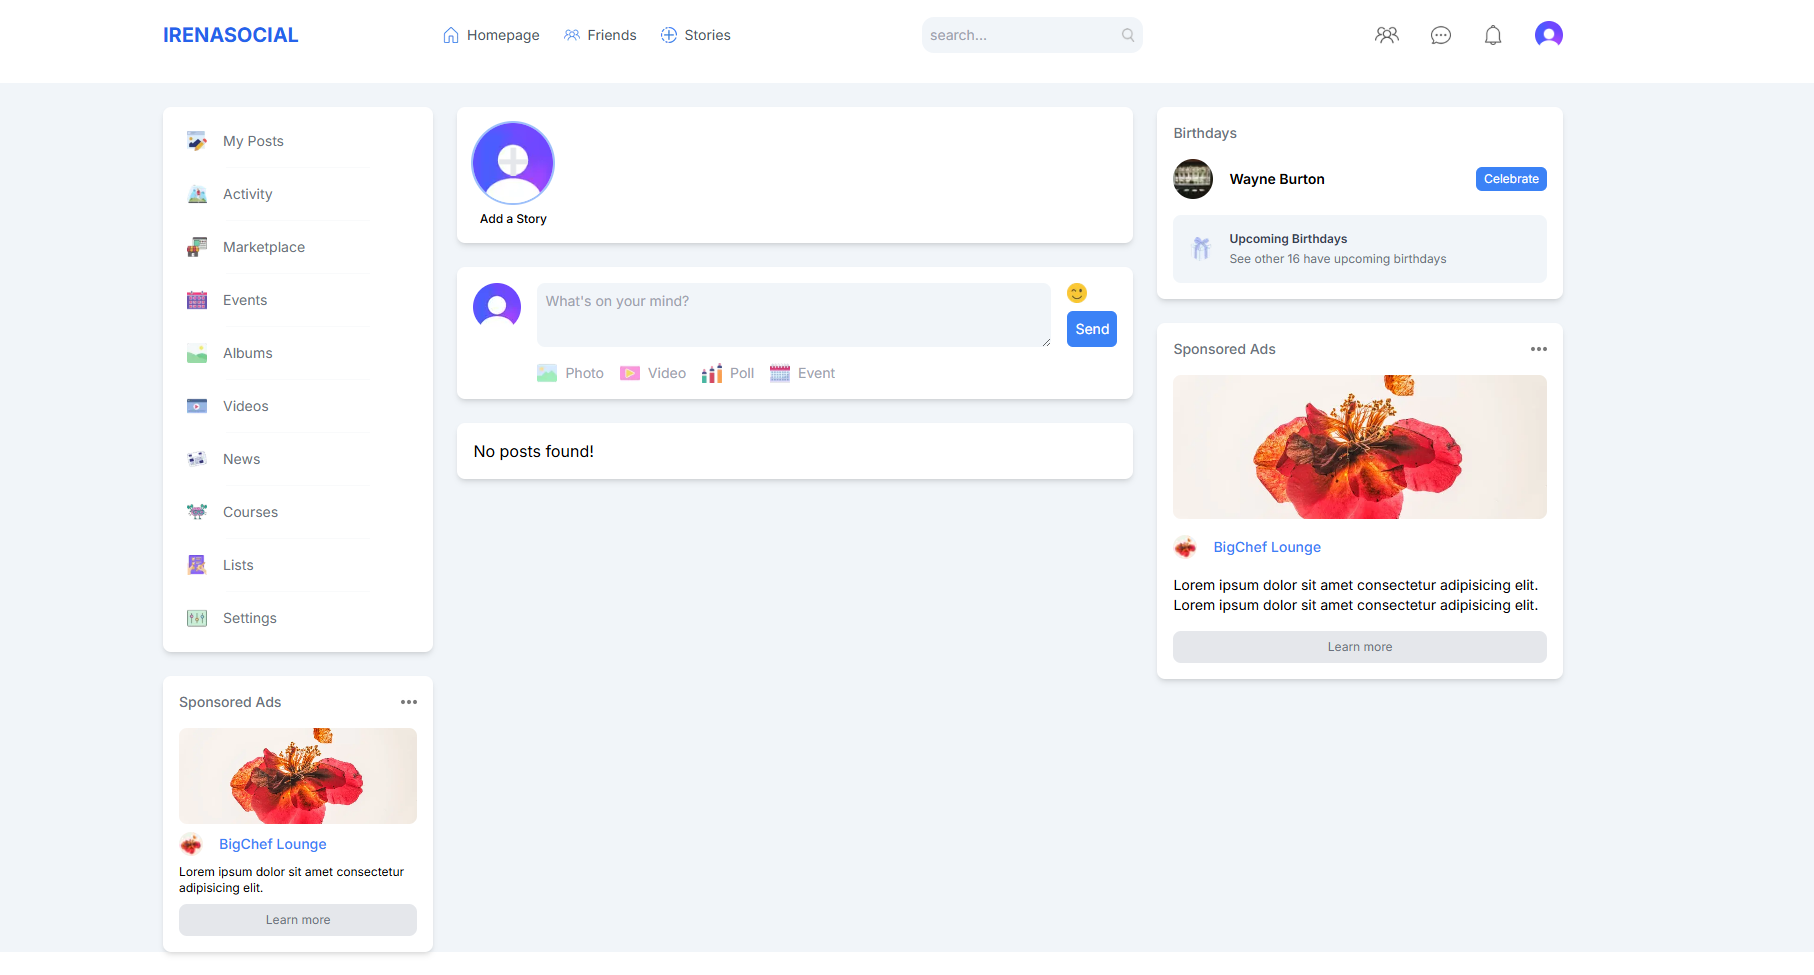 IRENASOCIAL
Homepage
Friends
Stories
search...
My Posts
Activity
Marketplace
Events
Albums
Videos
News
Courses
Lists
Settings
Sponsored Ads
BigChef Lounge
Lorem ipsum dolor sit amet consectetur
adipisicing elit.
Learn more
Add a Story
What's on your mind?
Send
Photo
Video
Poll
Event
No posts found!
Birthdays
Wayne Burton
Celebrate
Upcoming Birthdays
See other 16 have upcoming birthdays
Sponsored Ads
BigChef Lounge
Lorem ipsum dolor sit amet consectetur adipisicing elit.
Lorem ipsum dolor sit amet consectetur adipisicing elit.
Learn more